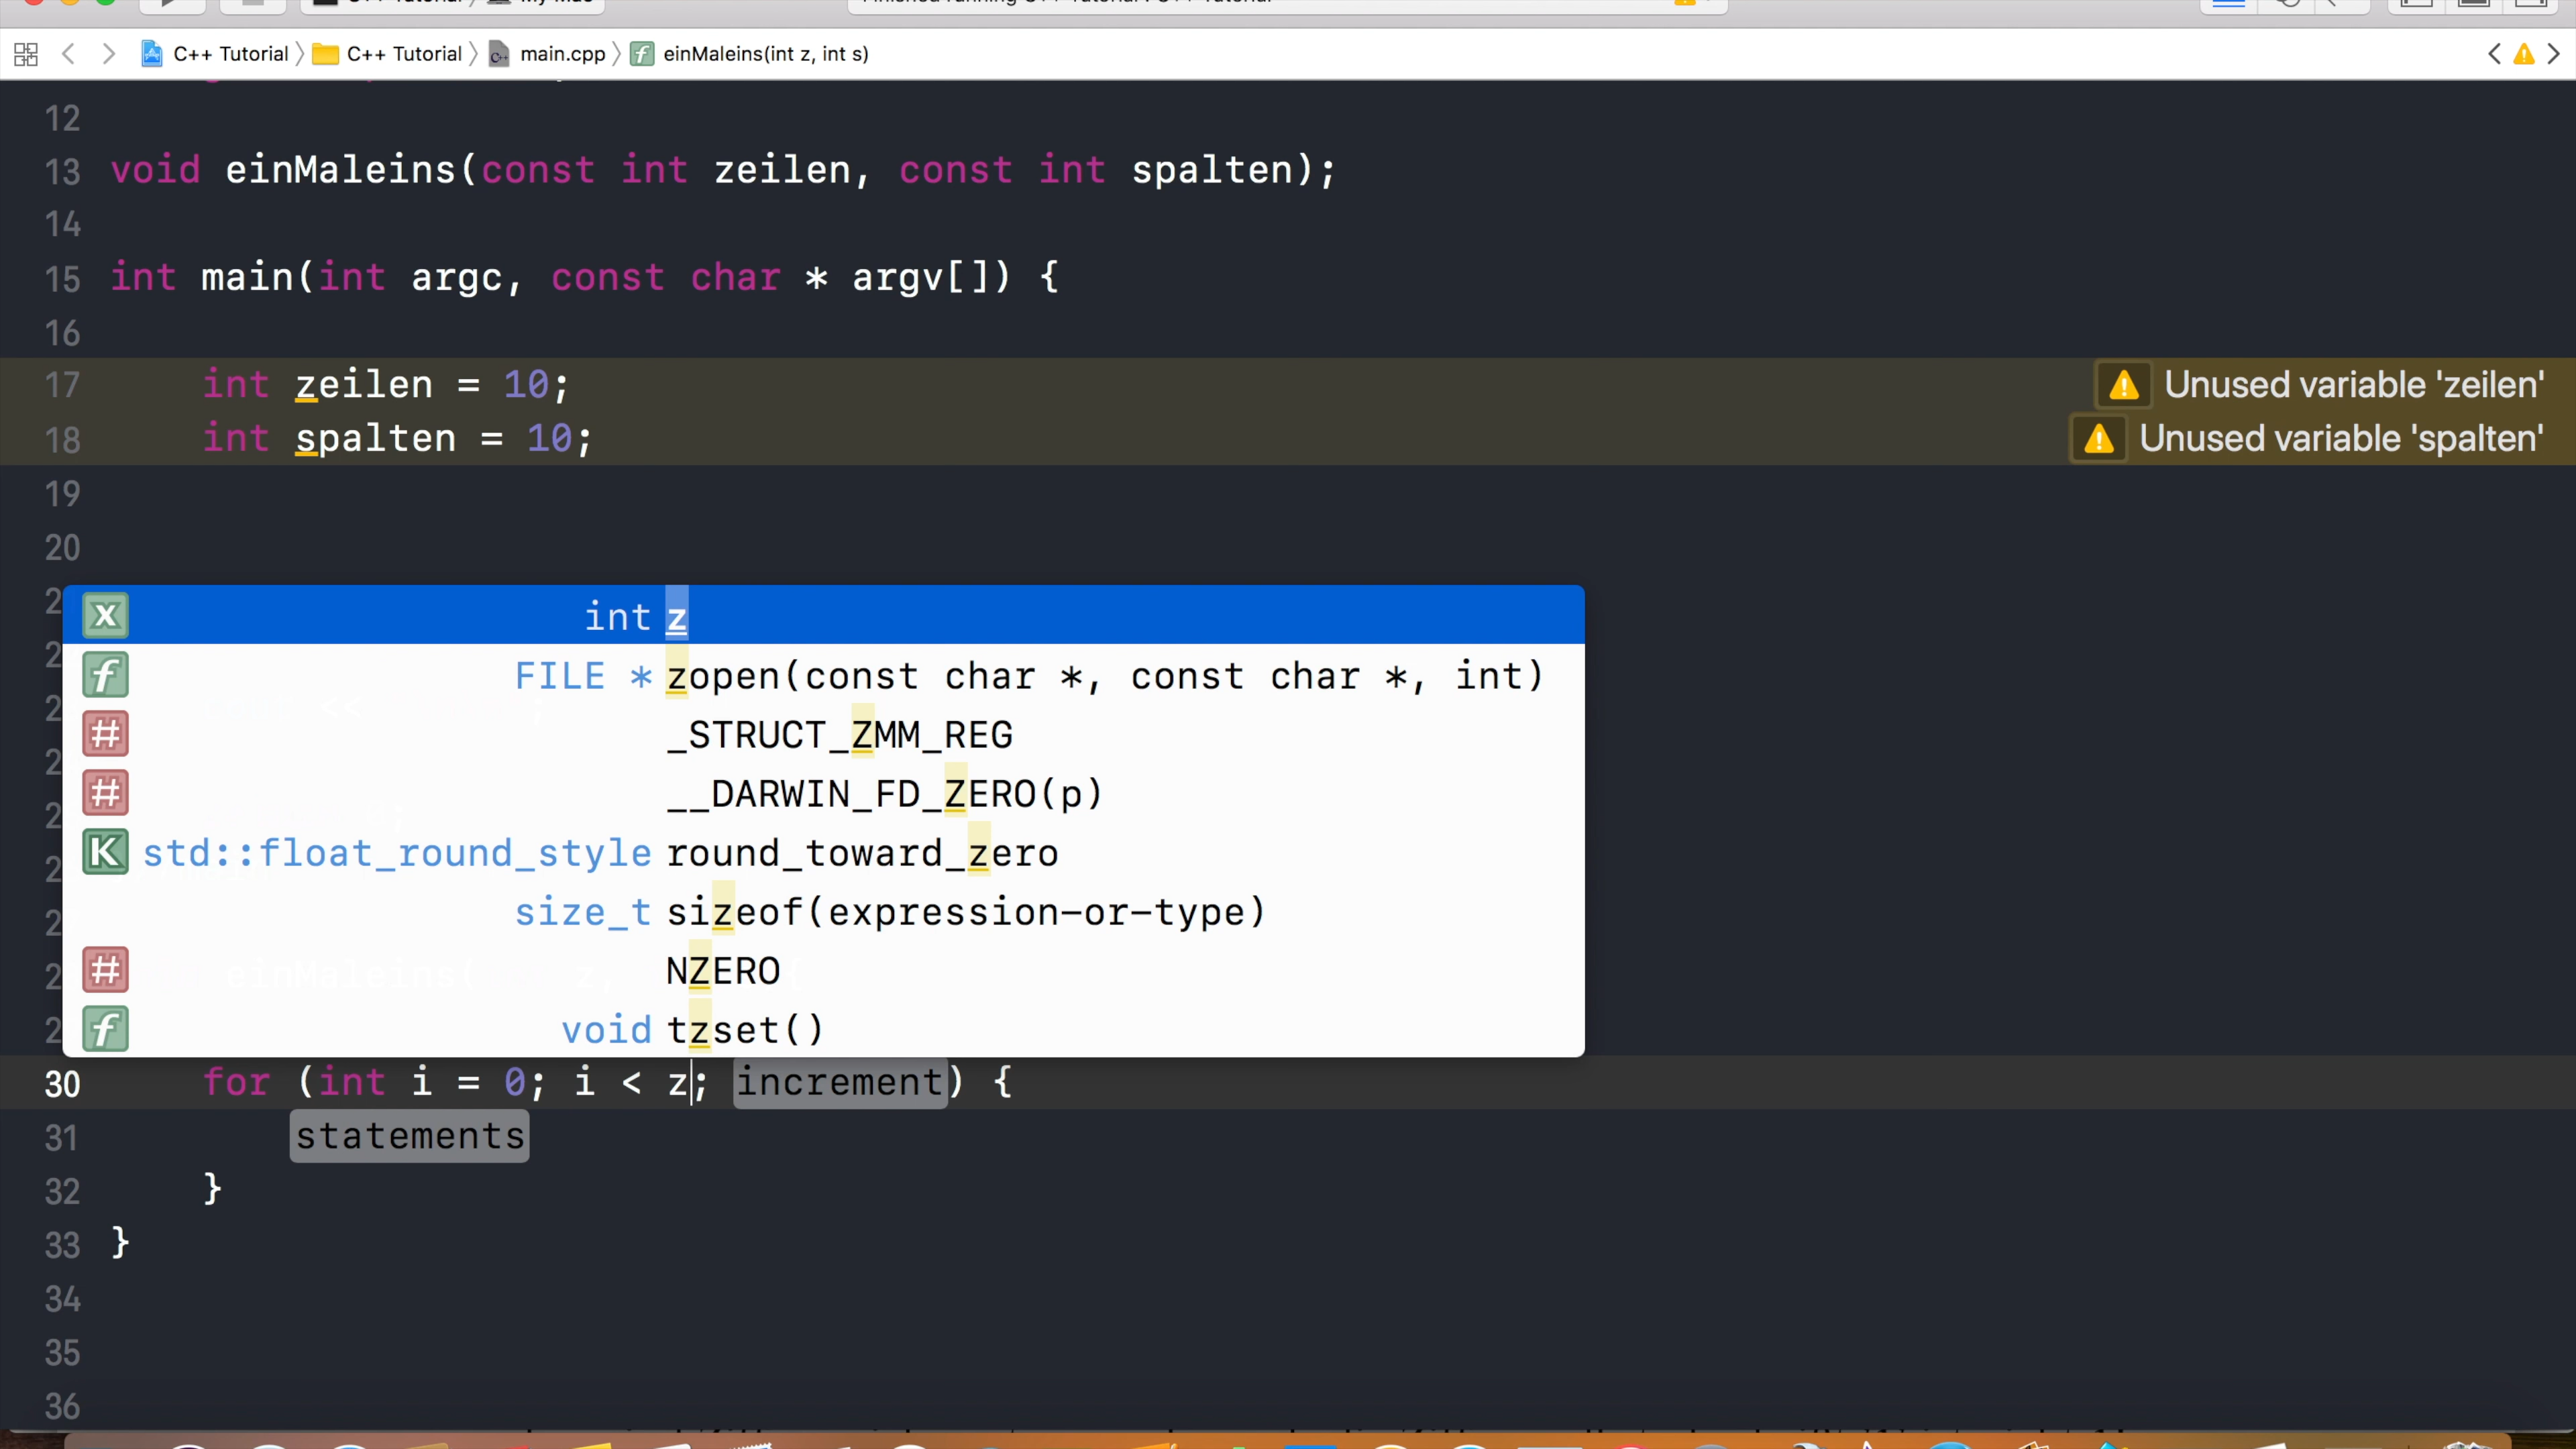 C++ Tutorial C++ Tutorial main.cpp einMaleins(int z, int s)
12
13 void einMaleins(const int zeilen, const int spalten);
14
15 int main(int argc, const char * argv[]) {
16
17 int zeilen = 10; Unused variable 'zeilen'
18 int spalten = 10; Unused variable 'spalten'
19
20
int z
FILE * zopen(const char *, const char *, int)
# _STRUCT_ZMM_REG
# __DARWIN_FD_ZERO(p)
K std::float_round_style round_toward_zero
size_t sizeof(expression-or-type)
# NZERO
f void tzset()
30 for (int i = 0; i < z; increment) {
31 statements
32 }
33 }
34
35
36